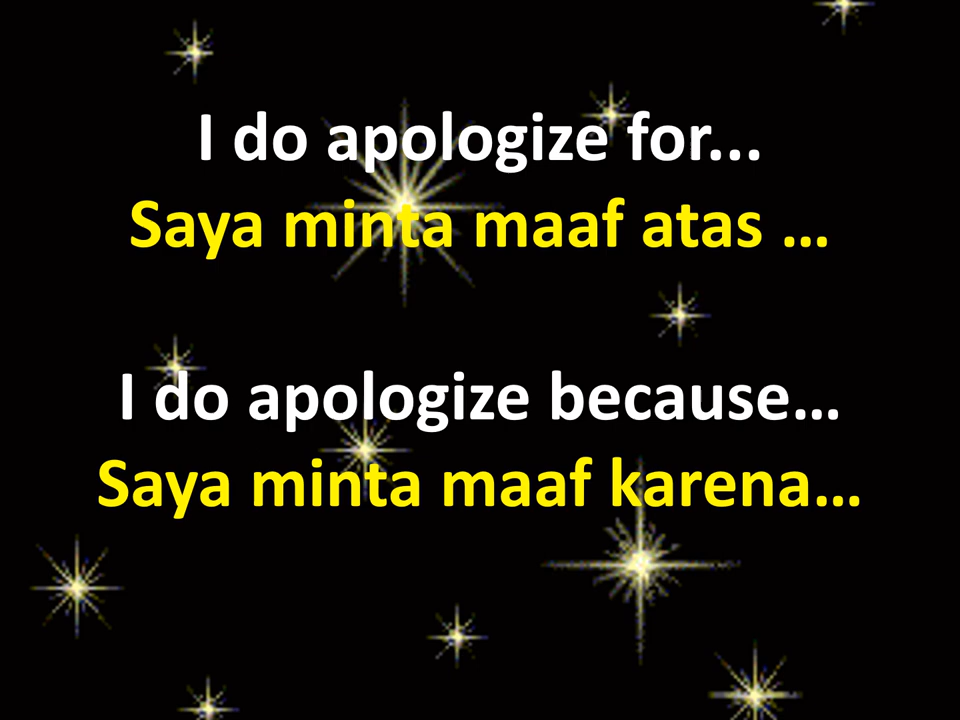 I do apologize for...
Saya minta maaf atas …
I do apologize because…
Saya minta maaf karena…